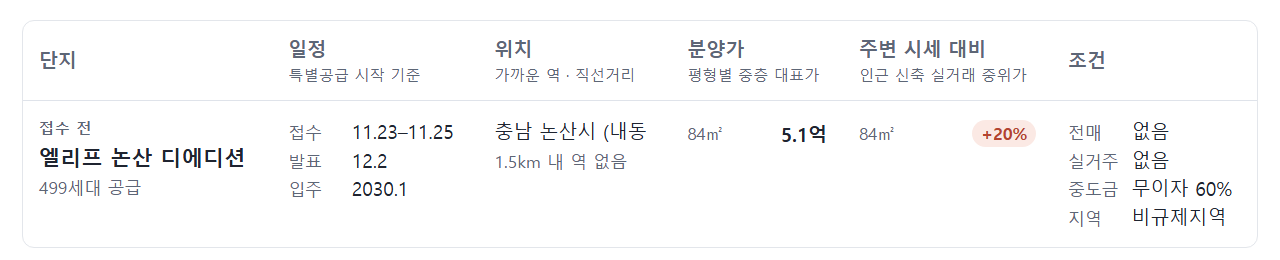 단지
일정
특별공급 시작 기준
위치
가까운 역 · 직선거리
분양가
평형별 중층 대표가
주변 시세 대비
인근 신축 실거래 중위가
조건
접수 전
엘리프 논산 디에디션
499세대 공급
접수 11.23–11.25
발표 12.2
입주 2030.1
충남 논산시 (내동
1.5km 내 역 없음
84㎡ 5.1억
84㎡ +20%
전매 없음
실거주 없음
중도금 무이자 60%
지역 비규제지역